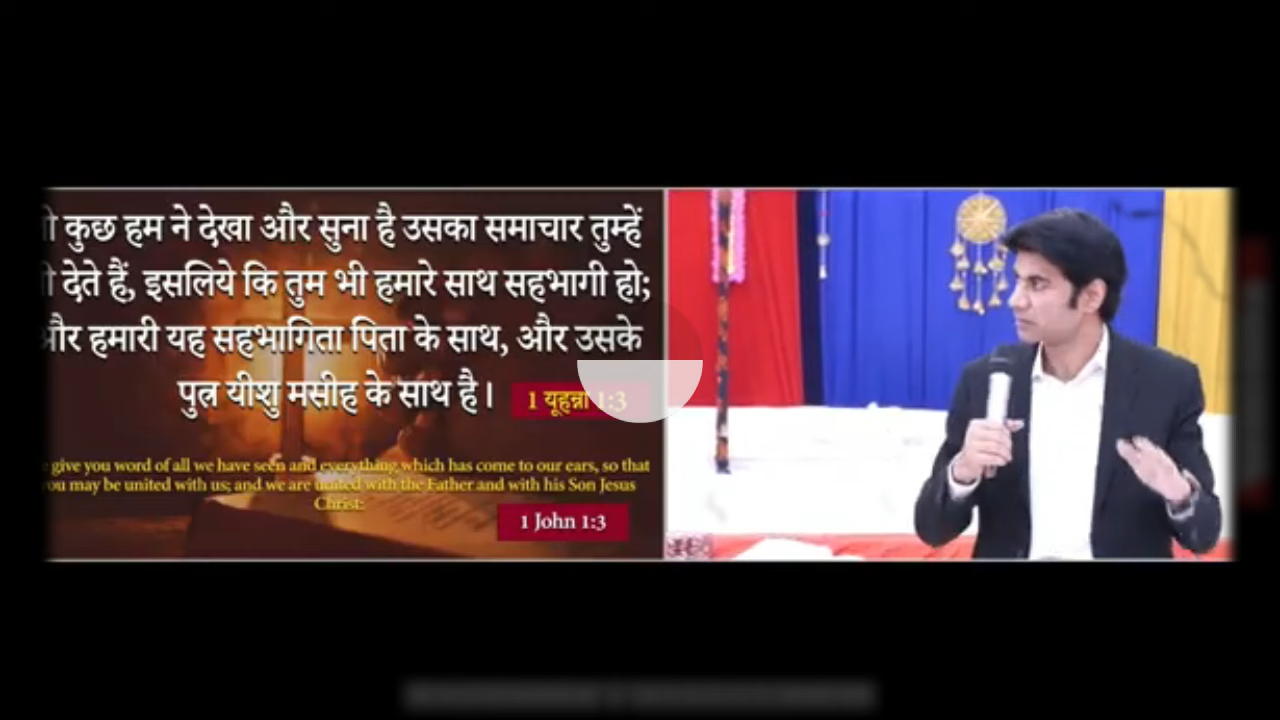 कुछ हम ने देखा और सुना है उसका समाचार तुम्हें
देते हैं, इसलिये कि तुम भी हमारे साथ सहभागी हो;
और हमारी यह सहभागिता पिता के साथ, और उसके
पुत्र यीशु मसीह के साथ है।
1 यूहन्ना 1:3
give you word of all we have seen and everything which has come to our ears, so that
you may be united with us; and we are united with the Father and with his Son Jesus
Christ:
1 John 1:3